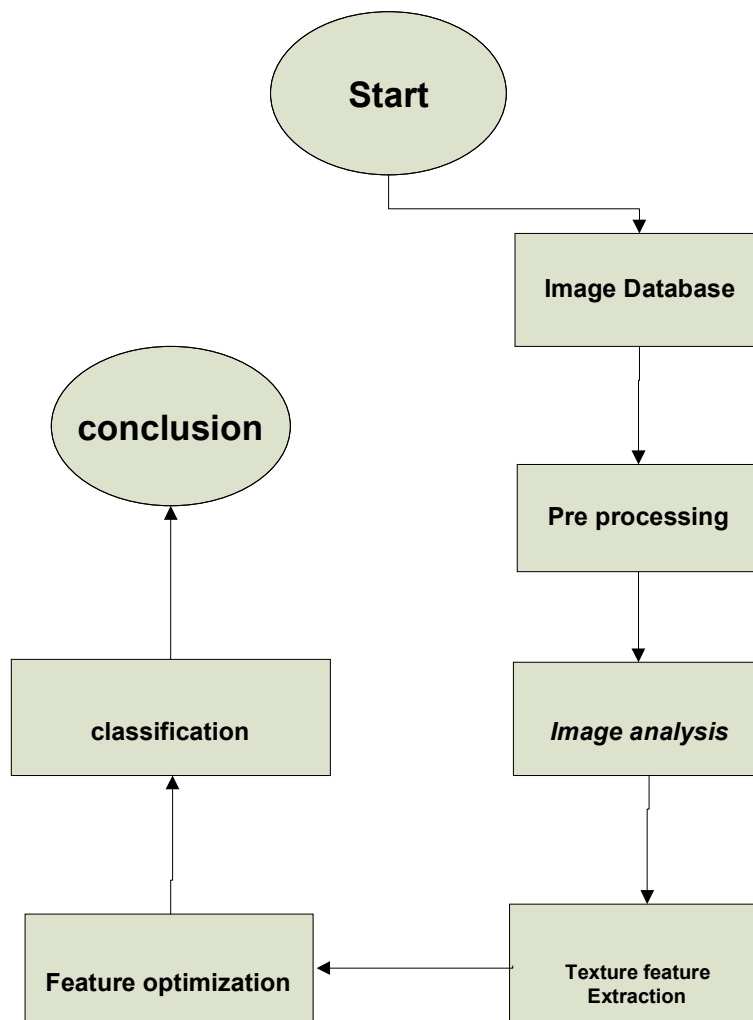 Start
Image Database
Pre processing
Image analysis
Texture feature
Extraction
Feature optimization
classification
conclusion